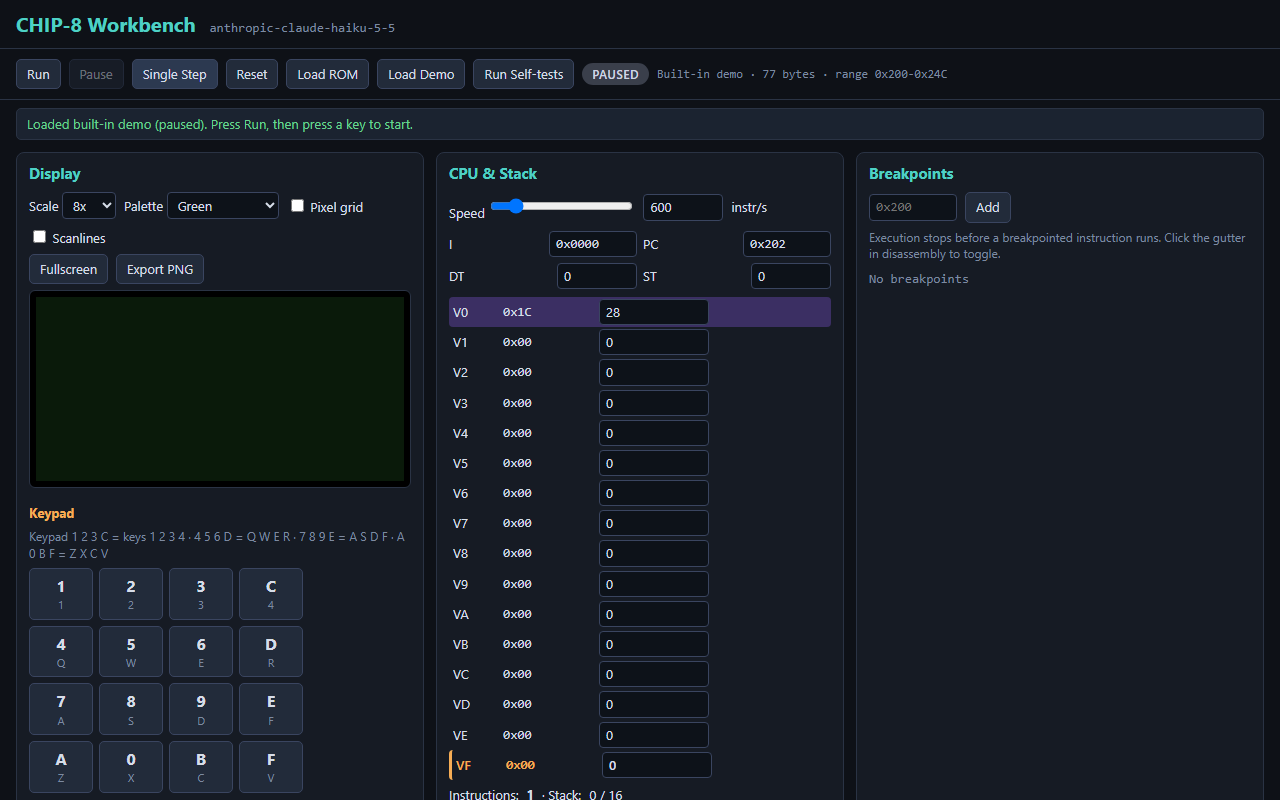 CHIP-8 Workbench anthropic-claude-haiku-5-5
Run Pause Single Step Reset Load ROM Load Demo Run Self-tests PAUSED Built-in demo · 77 bytes · range 0x200-0x24C
Loaded built-in demo (paused). Press Run, then press a key to start.
Display
Scale 8x Palette Green Pixel grid
Scanlines
Fullscreen Export PNG
Keypad
Keypad 1 2 3 C = keys 1 2 3 4 · 4 5 6 D = Q W E R · 7 8 9 E = A S D F · A
0 B F = Z X C V
1 2 3 C
1 2 3 4
4 5 6 D
Q W E R
7 8 9 E
A S D F
A 0 B F
Z X C V
CPU & Stack
Speed 600 instr/s
I 0x0000 PC 0x202
DT 0 ST 0
V0 0x1C 28
V1 0x00 0
V2 0x00 0
V3 0x00 0
V4 0x00 0
V5 0x00 0
V6 0x00 0
V7 0x00 0
V8 0x00 0
V9 0x00 0
VA 0x00 0
VB 0x00 0
VC 0x00 0
VD 0x00 0
VE 0x00 0
VF 0x00 0
Instructions: 1 · Stack: 0 / 16
Breakpoints
0x200 Add
Execution stops before a breakpointed instruction runs. Click the gutter
in disassembly to toggle.
No breakpoints